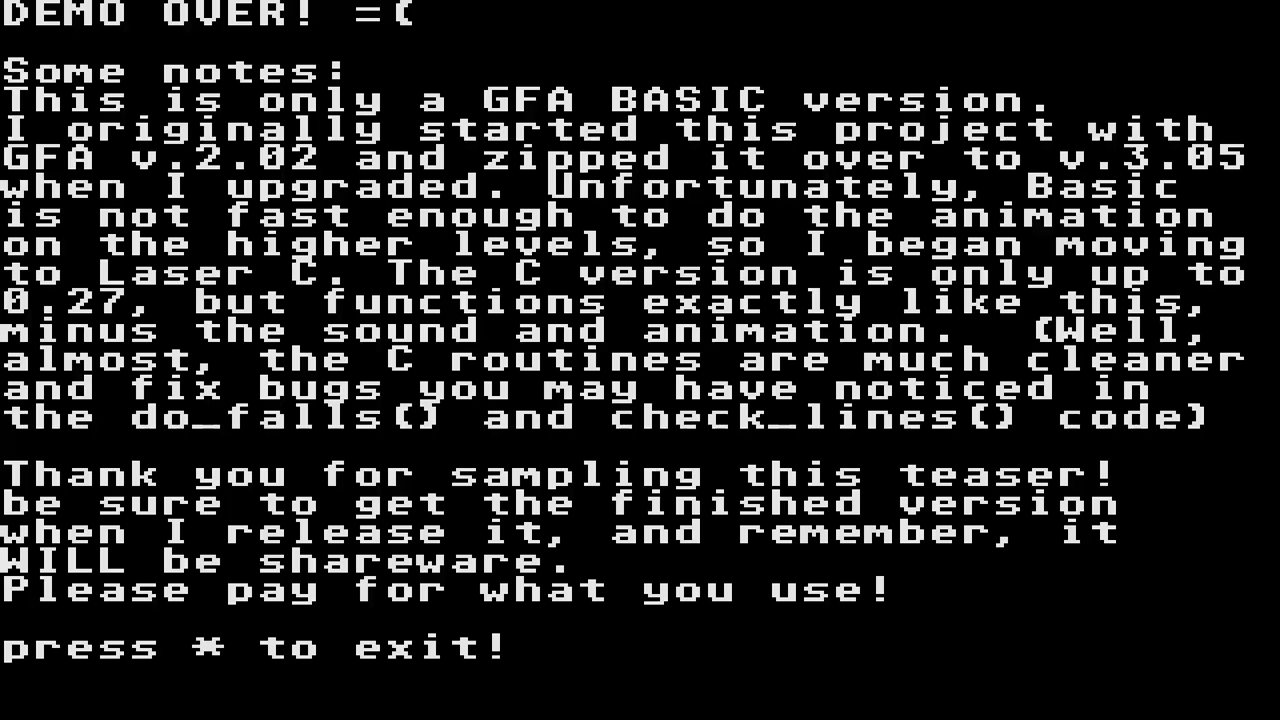 DEMO OVER! =(
Some notes:
This is only a GFA BASIC version.
I originally started this project with
GFA v.2.02 and zipped it over to v.3.05
when I upgraded. Unfortunately, Basic
is not fast enough to do the animation
on the higher levels, so I began moving
to Laser C. The C version is only up to
0.27, but functions exactly like this,
minus the sound and animation. (Well,
almost, the C routines are much cleaner
and fix bugs you may have noticed in
the do_falls() and check_lines() code)
Thank you for sampling this teaser!
be sure to get the finished version
when I release it, and remember, it
WILL be shareware.
Please pay for what you use!
press * to exit!